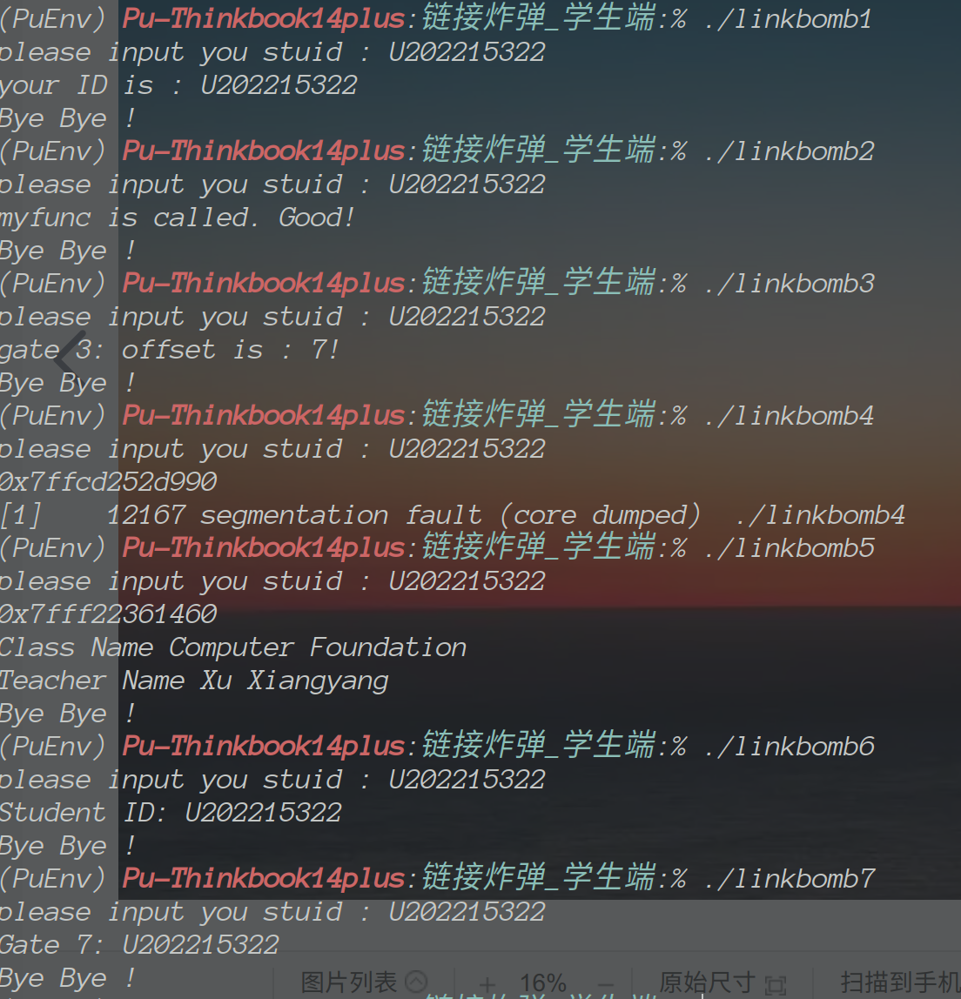 (PuEnv) Pu-Thinkbook14plus:链接炸弹_学生端:% ./linkbomb1
please input you stuid : U202215322
your ID is : U202215322
Bye Bye !
(PuEnv) Pu-Thinkbook14plus:链接炸弹_学生端:% ./linkbomb2
please input you stuid : U202215322
myfunc is called. Good!
Bye Bye !
(PuEnv) Pu-Thinkbook14plus:链接炸弹_学生端:% ./linkbomb3
please input you stuid : U202215322
gate 3: offset is : 7!
Bye Bye !
(PuEnv) Pu-Thinkbook14plus:链接炸弹_学生端:% ./linkbomb4
please input you stuid : U202215322
0x7ffcd252d990
[1]    12167 segmentation fault (core dumped)  ./linkbomb4
(PuEnv) Pu-Thinkbook14plus:链接炸弹_学生端:% ./linkbomb5
please input you stuid : U202215322
0x7fff22361460
Class Name Computer Foundation
Teacher Name Xu Xiangyang
Bye Bye !
(PuEnv) Pu-Thinkbook14plus:链接炸弹_学生端:% ./linkbomb6
please input you stuid : U202215322
Student ID: U202215322
Bye Bye !
(PuEnv) Pu-Thinkbook14plus:链接炸弹_学生端:% ./linkbomb7
please input you stuid : U202215322
Gate 7: U202215322
Bye Bye !
图片列表 + 16% − 原始尺寸 扫描到手机